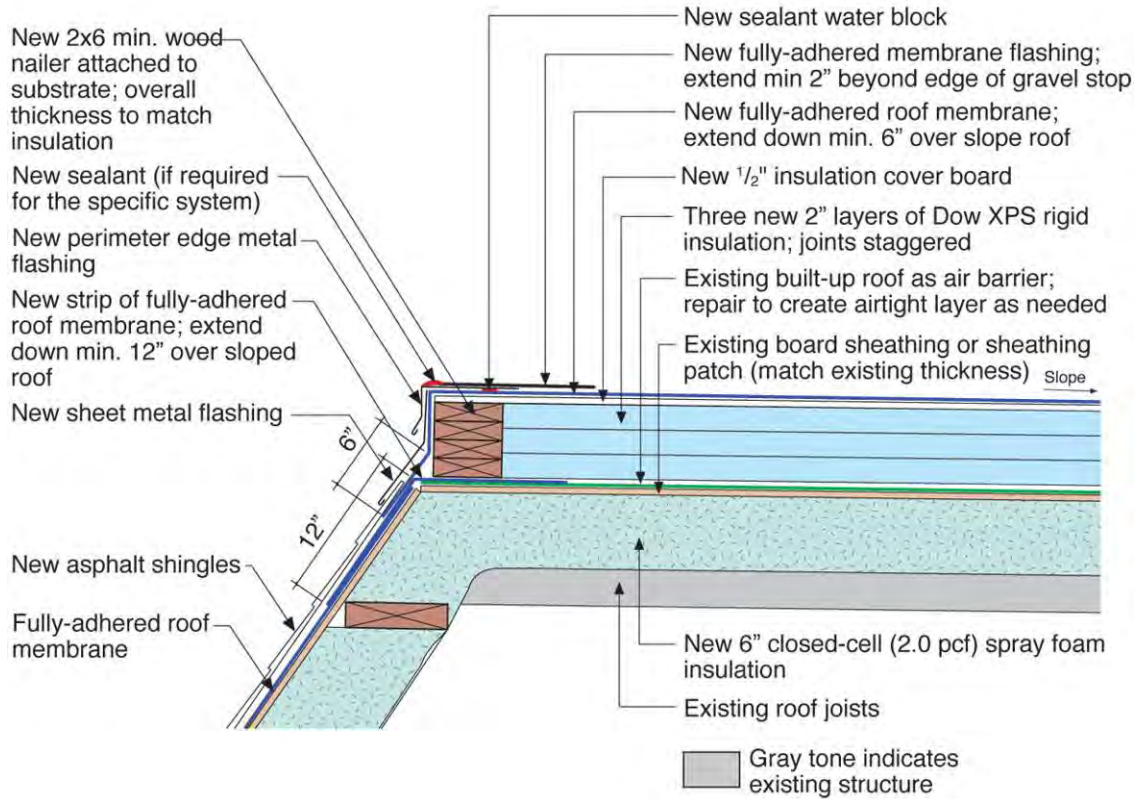 New 2x6 min. wood
nailer attached to
substrate; overall
thickness to match
insulation
New sealant (if required
for the specific system)
New perimeter edge metal
flashing
New strip of fully-adhered
roof membrane; extend
down min. 12” over sloped
roof
New sheet metal flashing
6”
12”
New asphalt shingles
Fully-adhered roof
membrane
New sealant water block
New fully-adhered membrane flashing;
extend min 2” beyond edge of gravel stop
New fully-adhered roof membrane;
extend down min. 6” over slope roof
New 1/2" insulation cover board
Three new 2” layers of Dow XPS rigid
insulation; joints staggered
Existing built-up roof as air barrier;
repair to create airtight layer as needed
Existing board sheathing or sheathing
patch (match existing thickness)
Slope
New 6” closed-cell (2.0 pcf) spray foam
insulation
Existing roof joists
Gray tone indicates
existing structure